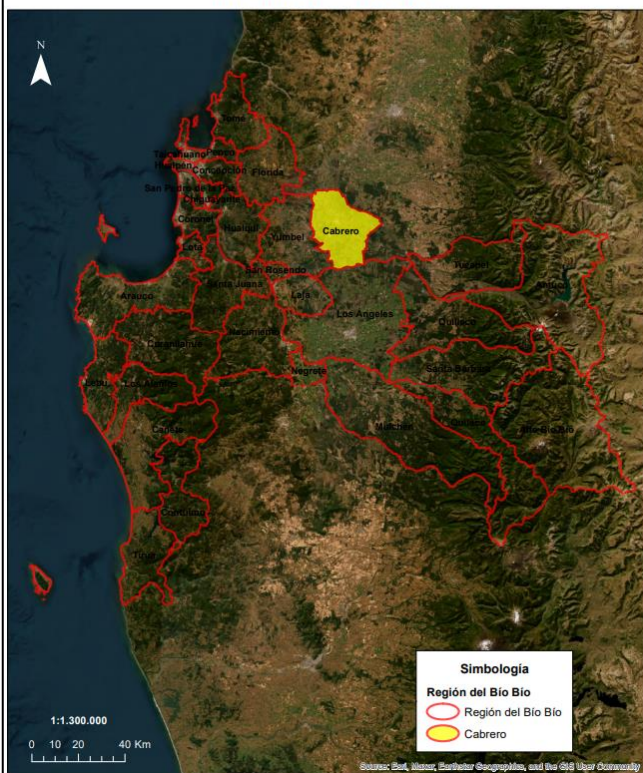 N
Tomé
Talcahuano
Penco
Hualpén
Concepción
Florida
San Pedro de la Paz
Chiguayante
Coronel
Hualqui
Yumbel
Cabrero
Lota
San Rosendo
Santa Juana
Laja
Tucapel
Antuco
Arauco
Los Angeles
Quilleco
Curanilahue
Nacimiento
Negrete
Santa Bárbara
Lebu
Los Alamos
Cañete
Mulchén
Quilaco
Alto Bío Bío
Contulmo
Tirúa
Simbología
Región del Bío Bío
Región del Bío Bío
Cabrero
1:1.300.000
0 10 20 40 Km
Source: Esri, Maxar, Earthstar Geographics, and the GIS User Community